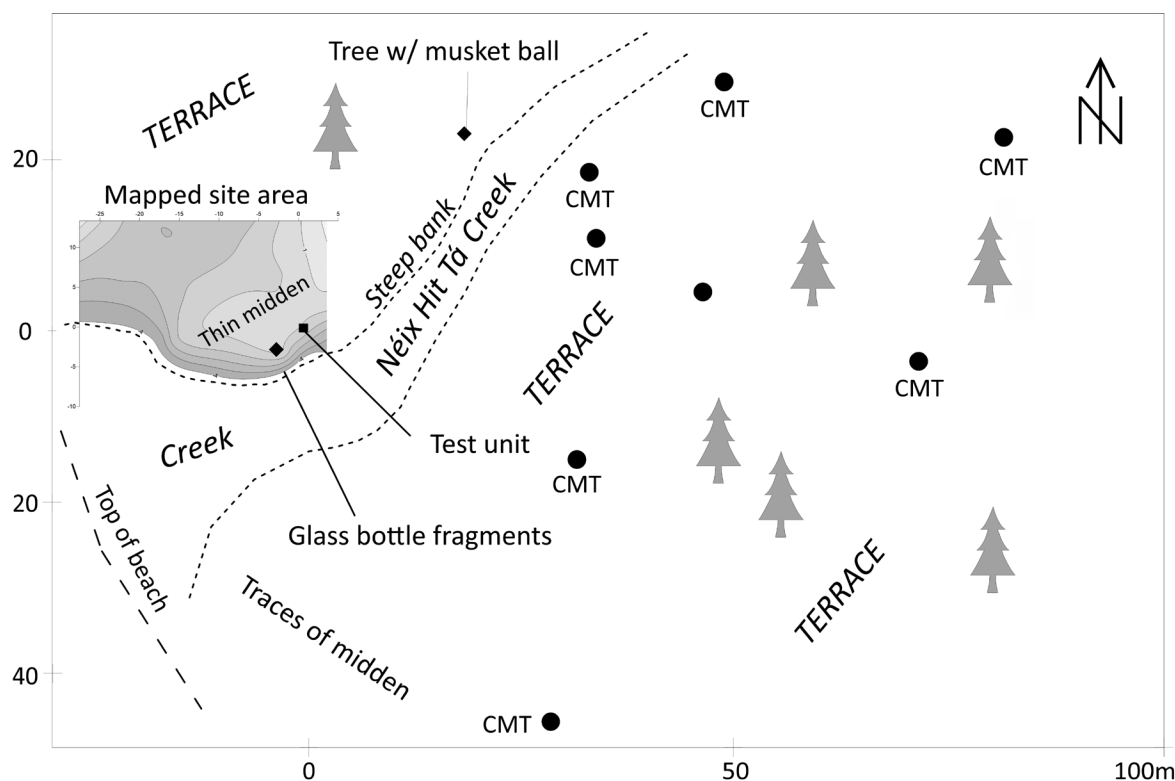 Tree w/ musket ball
TERRACE
CMT
N
20
CMT
CMT
Mapped site area
-25 -20 -15 -10 -5 0 5
10
5
0
-5
-10
Steep bank
Néix Hit Tá Creek
CMT
Thin midden
0
TERRACE
CMT
Creek
Test unit
CMT
Top of beach
20
Glass bottle fragments
TERRACE
Traces of midden
40
CMT
0 50 100m